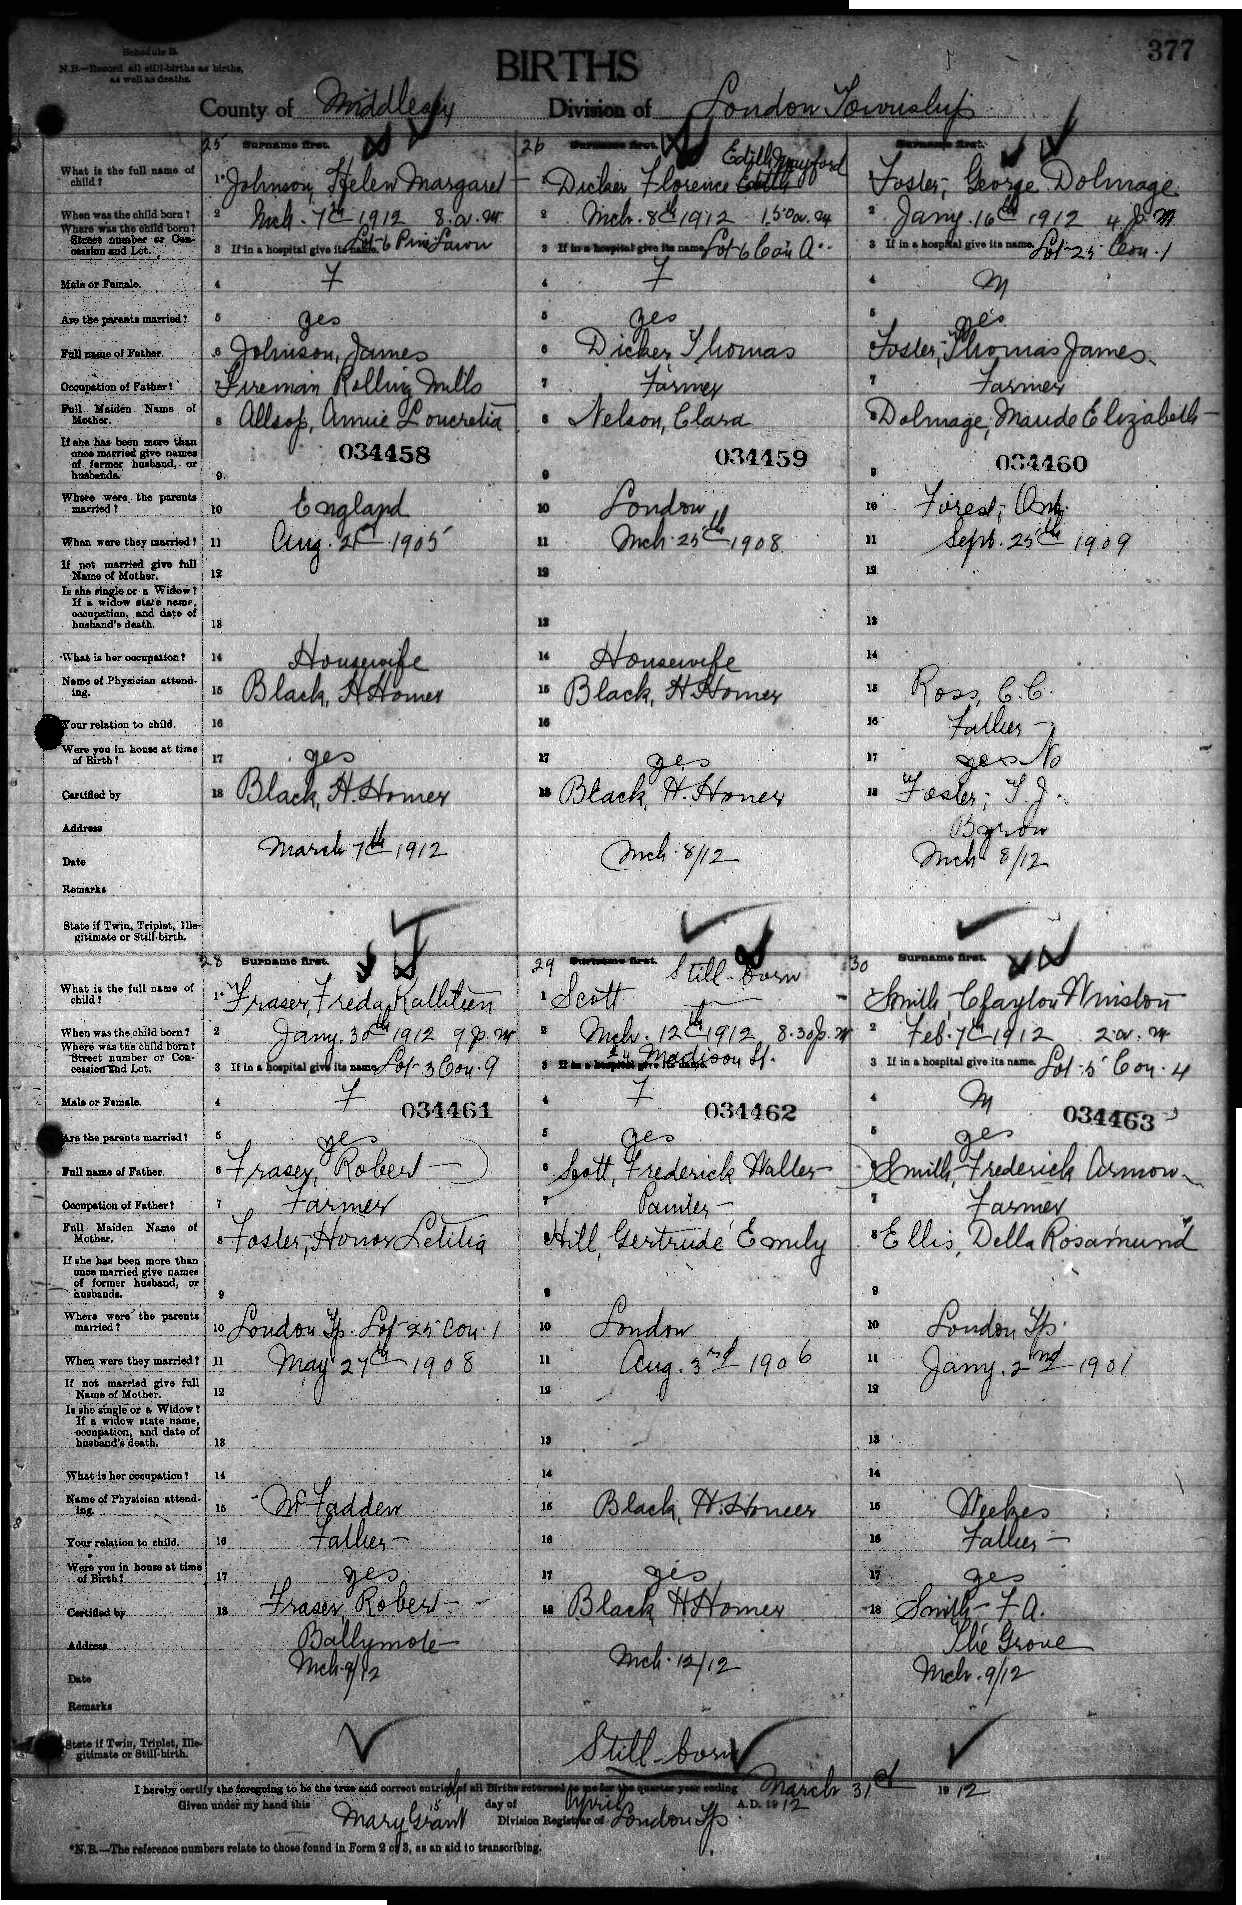 Schedule B.
377
N.B.—Record all still-births as births,
as well as deaths.
BIRTHS
County of Middlesex Division of London Township
25 Surname first. 26 Surname first. Surname first.
Edith Mayford
What is the full name of child? 1* Johnson, Helen Margaret 1 Dicker Florence Edith 1 Foster, George Dolmage
When was the child born? 2 Mch. 7th 1912 8 a.m 2 Mch. 8th 1912 1.50 a.m 2 Jany. 16th 1912 4 p.m
Where was the child born? Street number or Concession and Lot. 3 If in a hospital give its name. Lot 6 Pine Lawn 3 If in a hospital give its name. Lot 6 Con A 3 If in a hospital give its name. Lot 25 Con. 1
Male or Female. 4 F 4 F 4 M
Are the parents married? 5 yes 5 yes 5 yes
Full name of Father. 6 Johnson, James 6 Dicker Thomas 6 Foster, Thomas James
Occupation of Father? 7 Fireman Rolling Mills 7 Farmer 7 Farmer
Full Maiden Name of Mother. 8 Allsop, Annie Loucretia 8 Nelson, Clara 8 Dolmage, Maude Elizabeth
034458 034459 034460
If she has been more than once married give names of former husband, or husbands. 9 9 9
Where were the parents married? 10 England 10 London 10 Forest, Ont.
When were they married? 11 Aug. 21st 1905 11 Mch 25th 1908 11 Sept. 25th 1909
If not married give full Name of Mother. 12 12 12
Is she single or a Widow? If a widow state name, occupation, and date of husband's death. 13 13 13
What is her occupation? 14 Housewife 14 Housewife 14
Name of Physician attending. 15 Black, H Homer 15 Black, H Homer 15 Ross, C. C.
Your relation to child. 16 16 16 Father
Were you in house at time of Birth? 17 yes 17 yes 17 yes No
Certified by 18 Black, H. Homer 18 Black, H. Homer 18 Foster, T. J.
Address Byron
Date March 7th 1912 Mch. 8/12 Mch 8/12
Remarks
State if Twin, Triplet, Illegitimate or Still-birth.
28 Surname first. 29 Surname first. Still-born 30 Surname first.
What is the full name of child? 1* Fraser, Freda Kathleen 1 Scott 1 Smith, Clayton Winston
When was the child born? 2 Jany. 30th 1912 9 p.m 2 Mch. 12th 1912 8.30 p.m 2 Feb. 7th 1912 2 a.m
Where was the child born? Street number or Concession and Lot. 3 If in a hospital give its name. Lot 3 Con. 9 3 If in a hospital give its name. Madison St. 3 If in a hospital give its name. Lot 5 Con. 4
Male or Female. 4 F 4 F 4 M
034461 034462 034463
Are the parents married? 5 yes 5 yes 5 yes
Full name of Father. 6 Fraser, Robert 6 Scott, Frederick Walter 6 Smith, Frederick Armon
Occupation of Father? 7 Farmer 7 Painter 7 Farmer
Full Maiden Name of Mother. 8 Foster, Honor Letitia 8 Hill, Gertrude Emily 8 Ellis, Della Rosamund
If she has been more than once married give names of former husband, or husbands. 9 9 9
Where were the parents married? 10 London Tp. Lot 25 Con. 1 10 London 10 London Tp.
When were they married? 11 May 27th 1908 11 Aug. 3rd 1906 11 Jany. 2nd 1901
If not married give full Name of Mother. 12 12 12
Is she single or a Widow? If a widow state name, occupation, and date of husband's death. 13 13 13
What is her occupation? 14 14 14
Name of Physician attending. 15 McFadden 15 Black, H. Homer 15 Weekes
Your relation to child. 16 Father 16 16 Father
Were you in house at time of Birth? 17 yes 17 yes 17 yes
Certified by 18 Fraser, Robert 18 Black H Homer 18 Smith F A.
Address Ballymote The Grove
Date Mch. 9/12 Mch. 12/12 Mch. 9/12
Remarks
State if Twin, Triplet, Illegitimate or Still-birth. Still-born
I hereby certify the foregoing to be the true and correct entries of all Births returned to me for the quarter year ending March 31st 1912
Given under my hand this 15 day of April A.D. 1912
Mary Grant Division Registrar of London Tp.
*N.B.—The reference numbers relate to those found in Form 2 or 3, as an aid to transcribing.